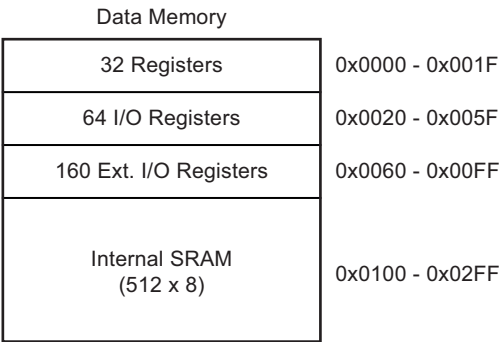 Data Memory
32 Registers 0x0000 - 0x001F
64 I/O Registers 0x0020 - 0x005F
160 Ext. I/O Registers 0x0060 - 0x00FF
Internal SRAM
(512 x 8)
0x0100 - 0x02FF